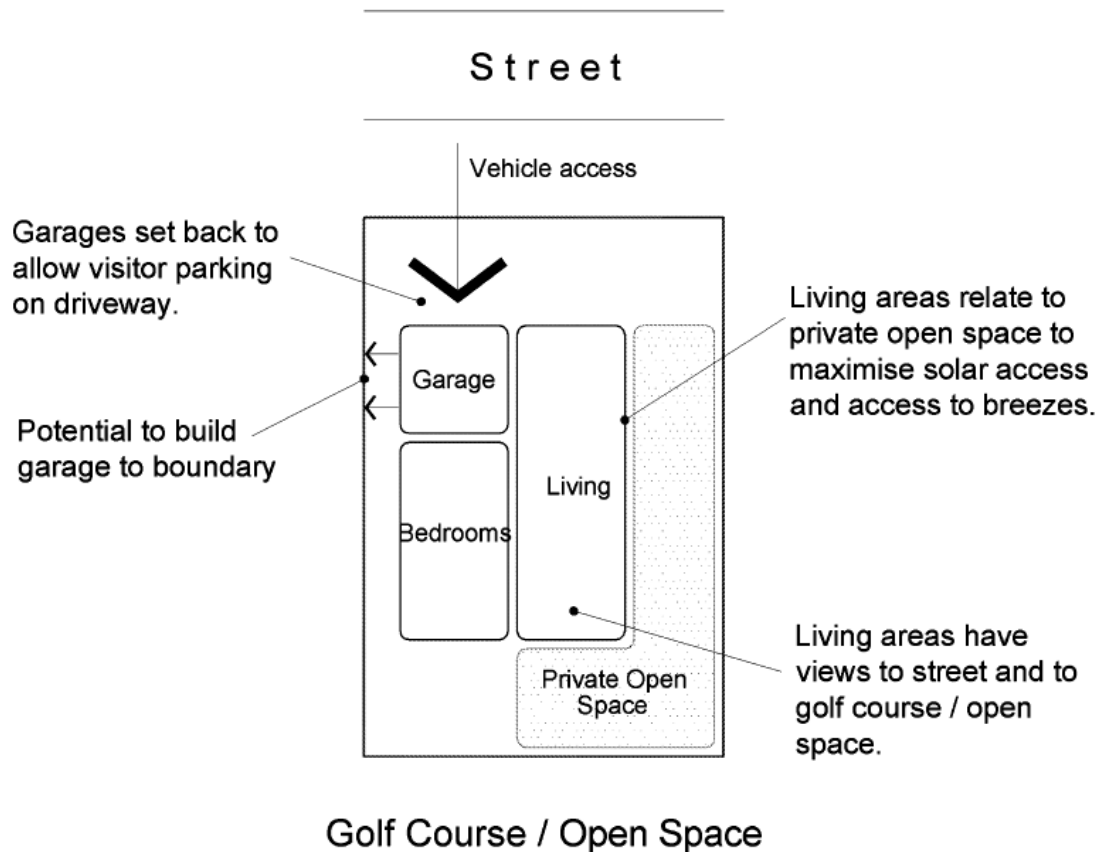 Street
Vehicle access
Garages set back to
allow visitor parking
on driveway.
Living areas relate to
private open space to
maximise solar access
and access to breezes.
Garage
Potential to build
garage to boundary
Living
Bedrooms
Living areas have
views to street and to
golf course / open
space.
Private Open
Space
Golf Course / Open Space